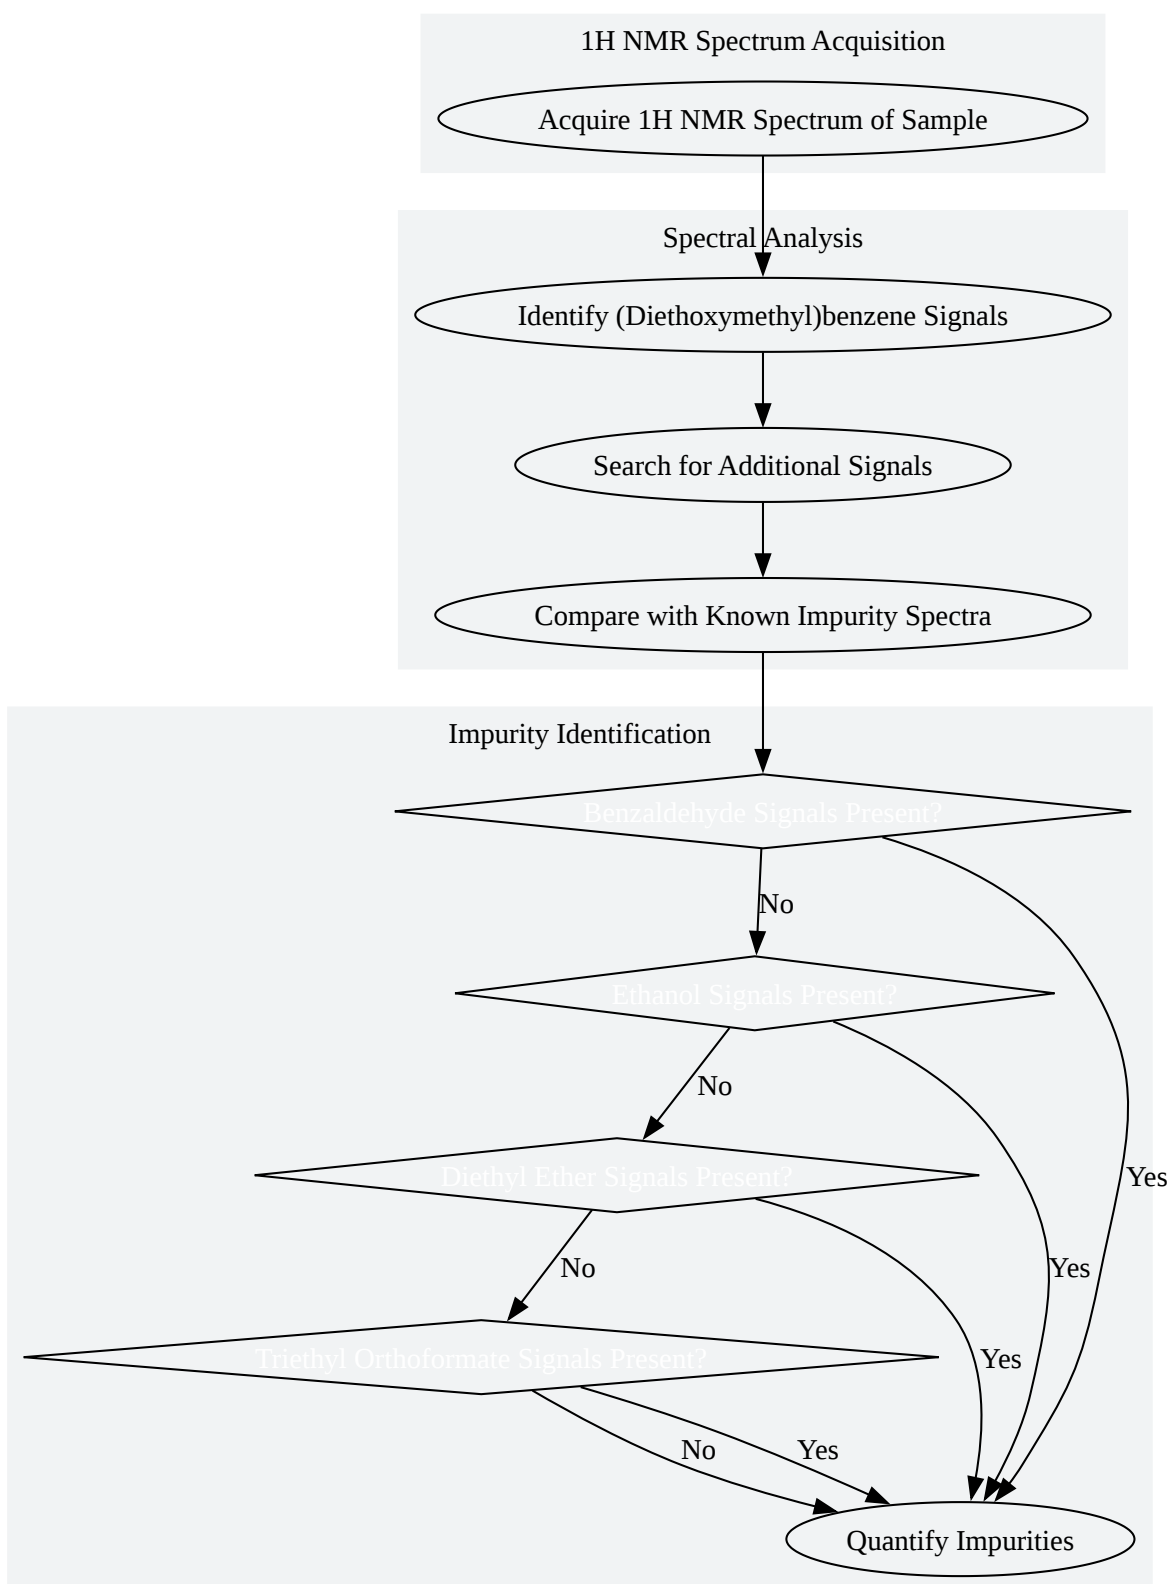 1H NMR Spectrum Acquisition
Acquire 1H NMR Spectrum of Sample
Spectral Analysis
Identify (Diethoxymethyl)benzene Signals
Search for Additional Signals
Compare with Known Impurity Spectra
Impurity Identification
Benzaldehyde Signals Present?
No
Ethanol Signals Present?
No
Diethyl Ether Signals Present?
Yes
No
Yes
Triethyl Orthoformate Signals Present?
Yes
No
Yes
Quantify Impurities